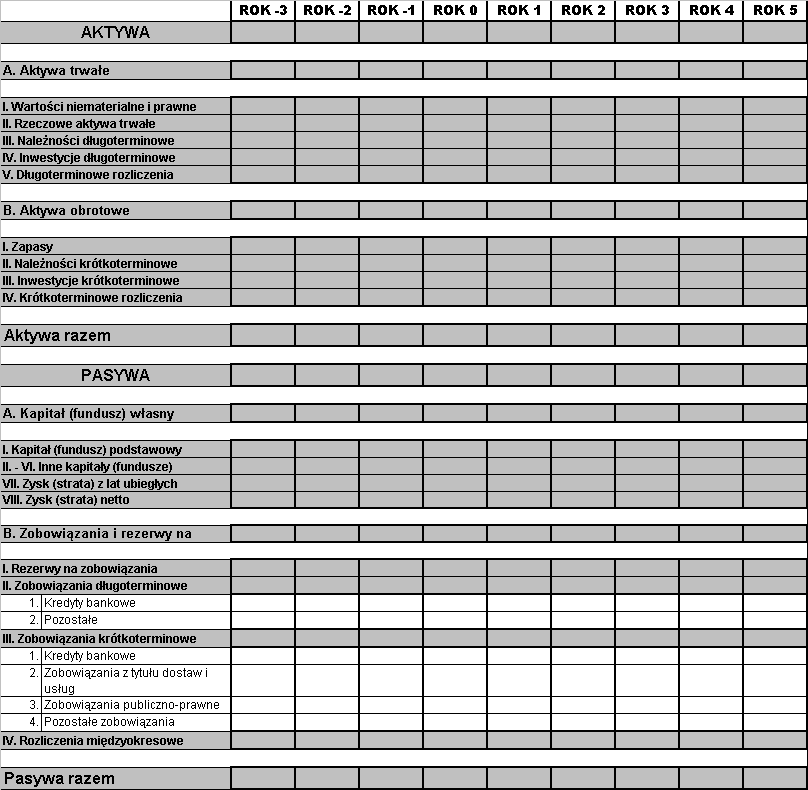 ROK -3 ROK -2 ROK -1 ROK 0 ROK 1 ROK 2 ROK 3 ROK 4 ROK 5
AKTYWA
A. Aktywa trwałe
I. Wartości niematerialne i prawne
II. Rzeczowe aktywa trwałe
III. Należności długoterminowe
IV. Inwestycje długoterminowe
V. Długoterminowe rozliczenia
B. Aktywa obrotowe
I. Zapasy
II. Należności krótkoterminowe
III. Inwestycje krótkoterminowe
IV. Krótkoterminowe rozliczenia
Aktywa razem
PASYWA
A. Kapitał (fundusz) własny
I. Kapitał (fundusz) podstawowy
II. - VI. Inne kapitały (fundusze)
VII. Zysk (strata) z lat ubiegłych
VIII. Zysk (strata) netto
B. Zobowiązania i rezerwy na
I. Rezerwy na zobowiązania
II. Zobowiązania długoterminowe
1. Kredyty bankowe
2. Pozostałe
III. Zobowiązania krótkoterminowe
1. Kredyty bankowe
2. Zobowiązania z tytułu dostaw i
usług
3. Zobowiązania publiczno-prawne
4. Pozostałe zobowiązania
IV. Rozliczenia międzyokresowe
Pasywa razem